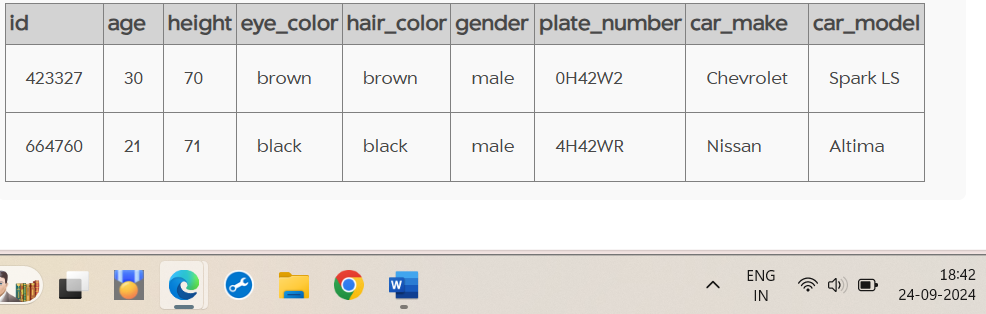 id age height eye_color hair_color gender plate_number car_make car_model
423327 30 70 brown brown male 0H42W2 Chevrolet Spark LS
664760 21 71 black black male 4H42WR Nissan Altima
W
ENG 18:42
IN 24-09-2024